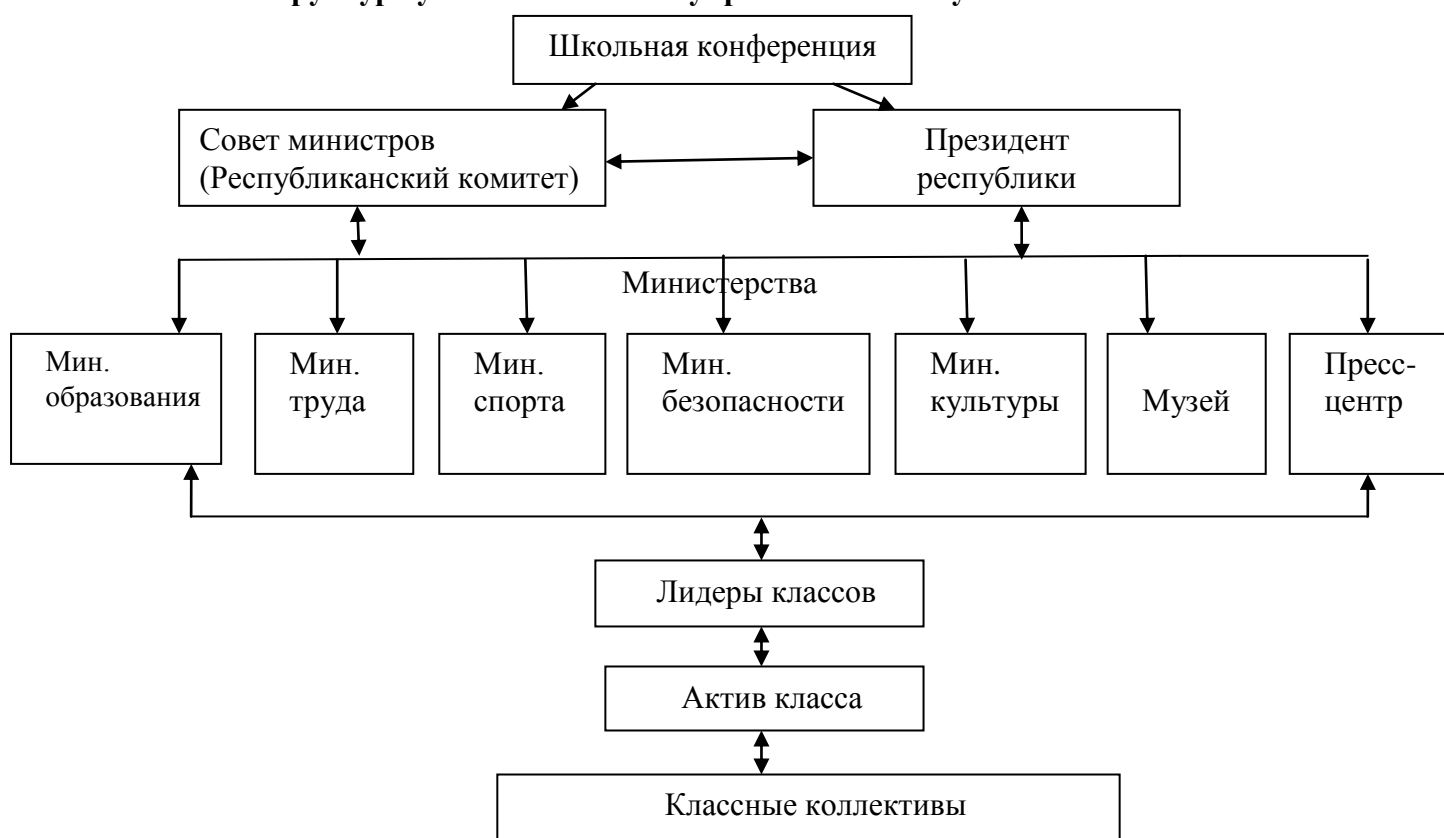 Школьная конференция
Совет министров
(Республиканский комитет)
Президент
республики
Министерства
Мин.
образования
Мин.
труда
Мин.
спорта
Мин.
безопасности
Мин.
культуры
Музей
Пресс-
центр
Лидеры классов
Актив класса
Классные коллективы